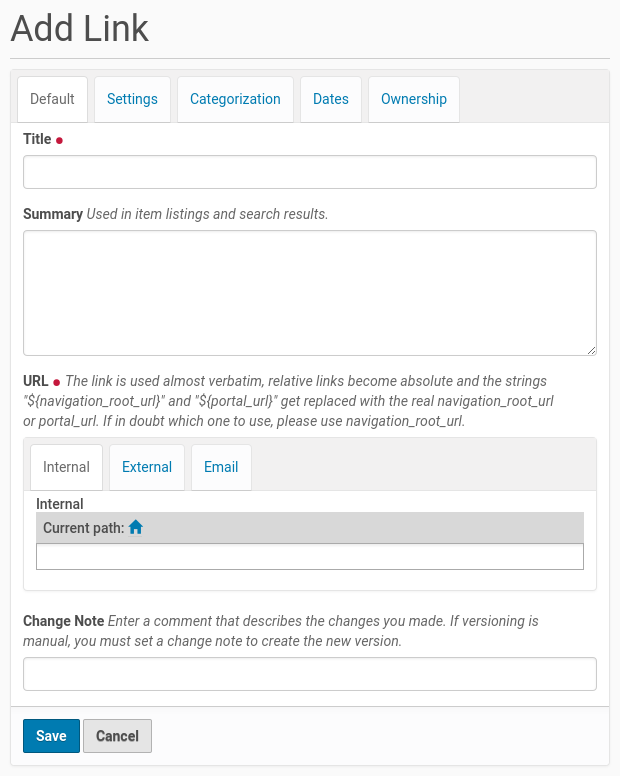 Add Link
Default Settings Categorization Dates Ownership
Title
Summary Used in item listings and search results.
URL The link is used almost verbatim, relative links become absolute and the strings
"${navigation_root_url}" and "${portal_url}" get replaced with the real navigation_root_url
or portal_url. If in doubt which one to use, please use navigation_root_url.
Internal External Email
Internal
Current path:
Change Note Enter a comment that describes the changes you made. If versioning is
manual, you must set a change note to create the new version.
Save Cancel